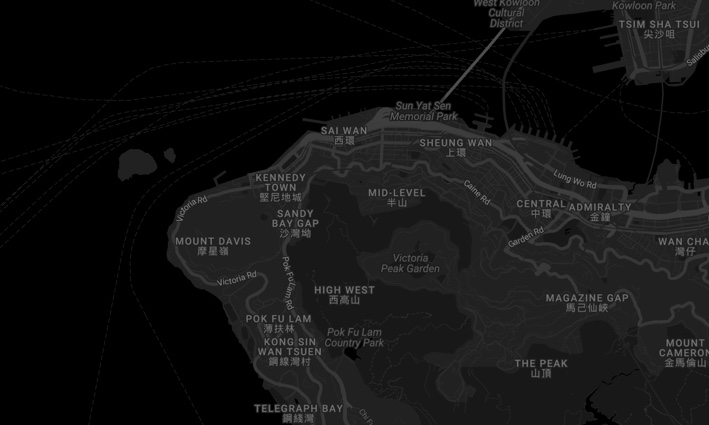 West Kowloon
Cultural
District
Kowloon Park
TSIM SHA TSUI
尖沙咀
Salisbu
Sun Yat Sen
Memorial Park
SAI WAN
西環
SHEUNG WAN
上環
KENNEDY
TOWN
堅尼地城
MID-LEVEL
半山
Caine Rd
Lung Wo Rd
Victoria Rd
SANDY
BAY GAP
沙灣坳
CENTRAL
中環
ADMIRALTY
金鐘
MOUNT DAVIS
摩星嶺
Garden Rd
WAN CHA
灣仔
Victoria
Peak Garden
Victoria Rd
Pok Fu Lam Rd
HIGH WEST
西高山
MAGAZINE GAP
馬己仙峽
POK FU LAM
薄扶林
Pok Fu Lam
Country Park
KONG SIN
WAN TSUEN
鋼線灣村
MOUNT
CAMERON
金馬倫山
THE PEAK
山頂
TELEGRAPH BAY
鋼綫灣
Chi F